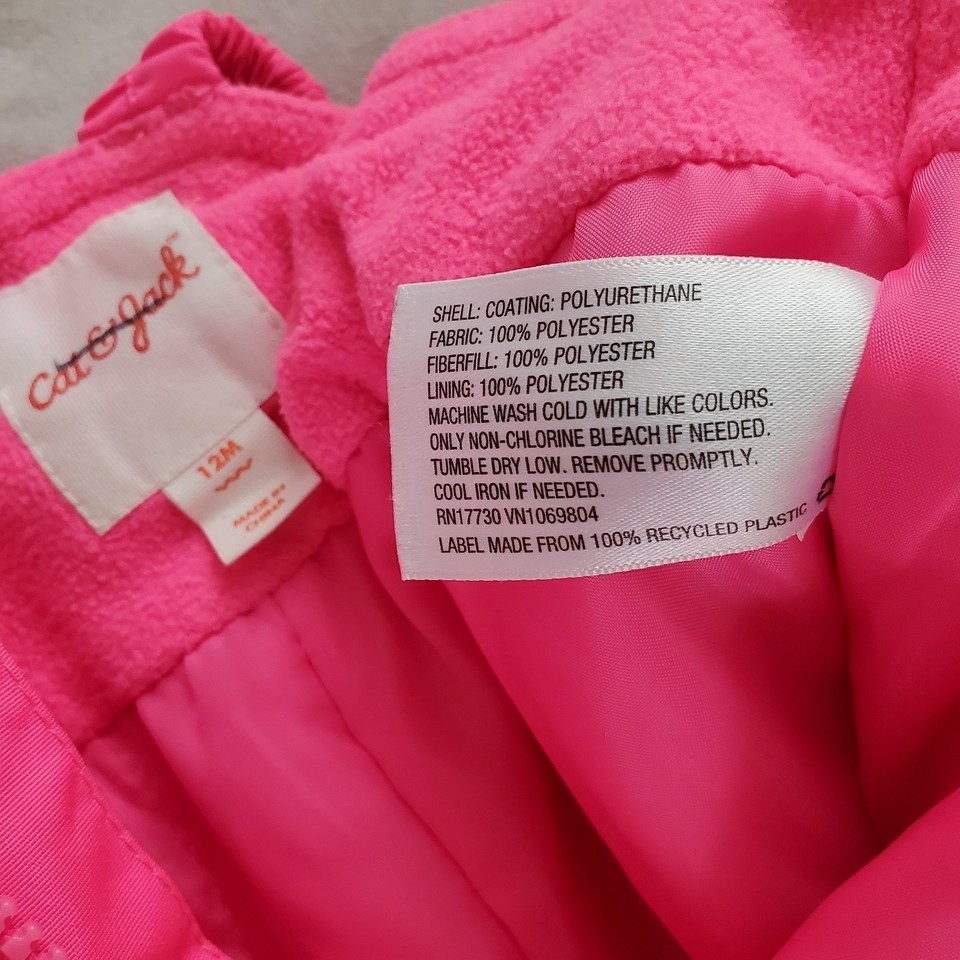 Cat & Jack™
12M
MADE IN
CHINA
SHELL: COATING: POLYURETHANE
FABRIC: 100% POLYESTER
FIBERFILL: 100% POLYESTER
LINING: 100% POLYESTER
MACHINE WASH COLD WITH LIKE COLORS.
ONLY NON-CHLORINE BLEACH IF NEEDED.
TUMBLE DRY LOW. REMOVE PROMPTLY.
COOL IRON IF NEEDED.
RN17730 VN1069804
LABEL MADE FROM 100% RECYCLED PLASTIC